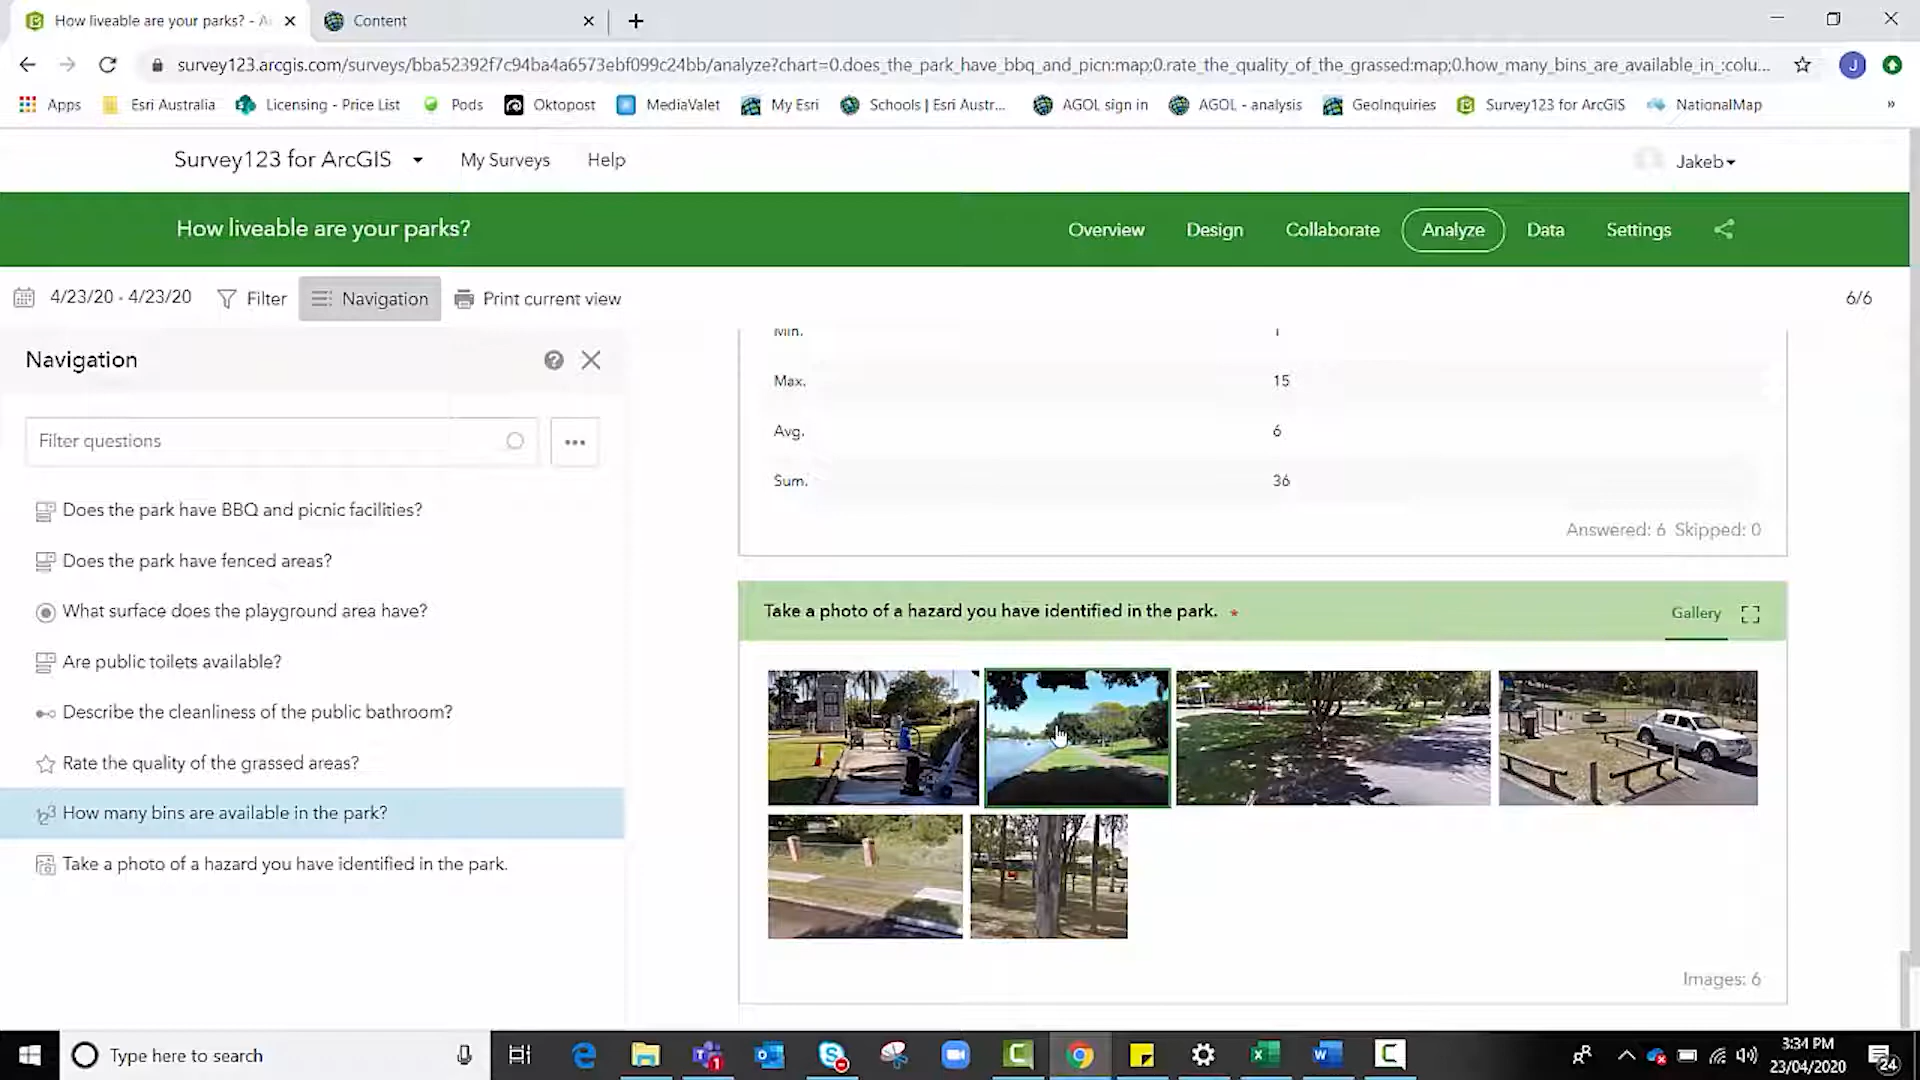 How liveable are your parks? - A
Content
survey123.arcgis.com/surveys/bba52392f7c94ba4a6573ebf099c24bb/analyze?chart=0.does_the_park_have_bbq_and_picn:map;0.rate_the_quality_of_the_grassed:map;0.how_many_bins_are_available_in_:colu...
J
Apps
Esri Australia
Licensing - Price List
Pods
Oktopost
MediaValet
My Esri
Schools | Esri Austr...
AGOL sign in
AGOL - analysis
GeoInquiries
Survey123 for ArcGIS
NationalMap
»
Survey123 for ArcGIS
My Surveys
Help
Jakeb
How liveable are your parks?
Overview
Design
Collaborate
Analyze
Data
Settings
4/23/20 - 4/23/20
Filter
Navigation
Print current view
6/6
Navigation
Filter questions
Does the park have BBQ and picnic facilities?
Does the park have fenced areas?
What surface does the playground area have?
Are public toilets available?
Describe the cleanliness of the public bathroom?
Rate the quality of the grassed areas?
How many bins are available in the park?
Take a photo of a hazard you have identified in the park.
Min. 1
Max. 15
Avg. 6
Sum. 36
Answered: 6 Skipped: 0
Take a photo of a hazard you have identified in the park. *
Gallery
Images: 6
Type here to search
3:34 PM
23/04/2020
24